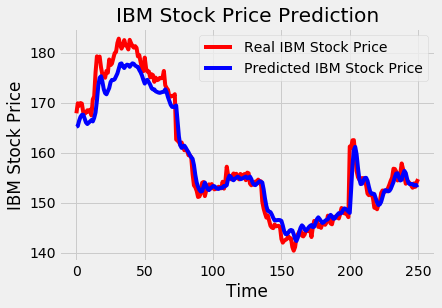 IBM Stock Price Prediction
Real IBM Stock Price
Predicted IBM Stock Price
IBM Stock Price
180
170
160
150
140
0 50 100 150 200 250
Time